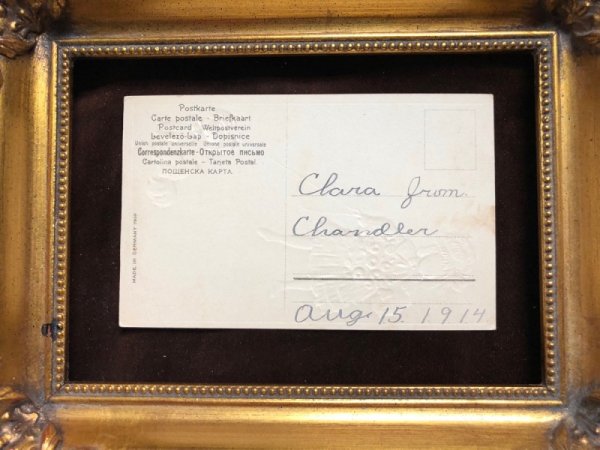 Postkarte
Carte postale - Briefkaart
Postcard Weltpostverein
Levelező-Lap - Dopisnice
Union postale universelle Unione postale universale
Correspondenzkarte - Открытое письмо
Cartolina postale - Tarjeta Postal.
ПОЩЕНСКА КАРТА.
MADE IN GERMANY
Clara from
Chandler
Aug. 15. 1914